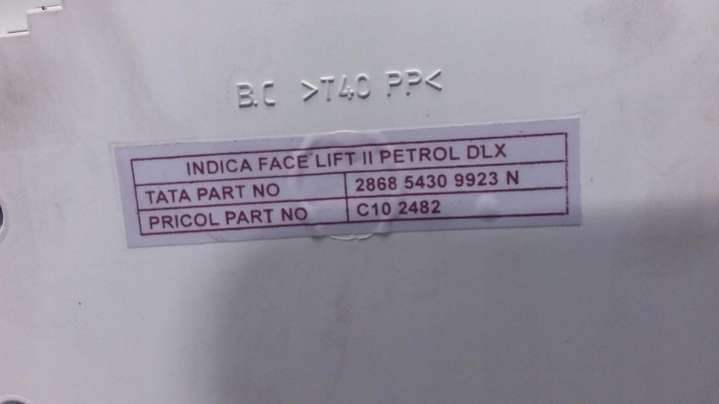 B.C >T40 PP<
INDICA FACE LIFT II PETROL DLX
TATA PART NO 2868 5430 9923 N
PRICOL PART NO C10 2482